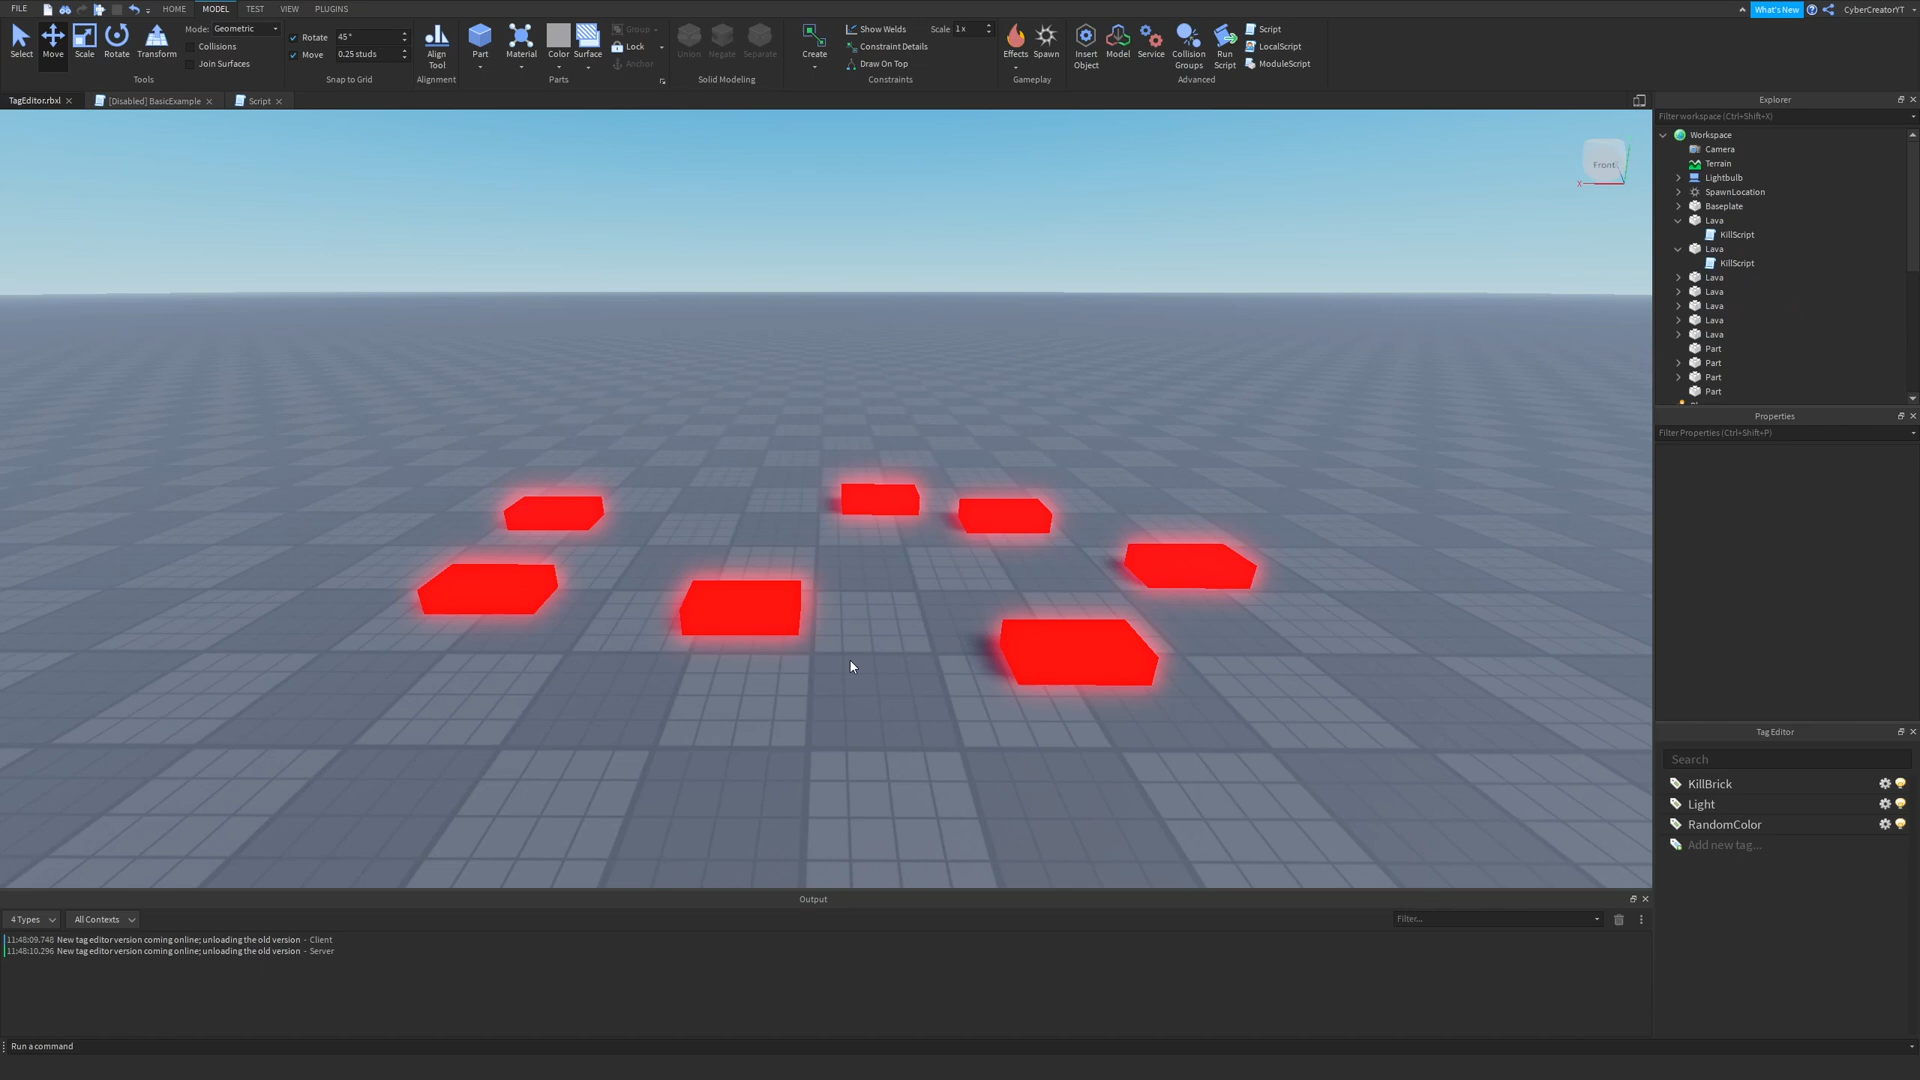 FILE
HOME
MODEL
TEST
VIEW
PLUGINS
What's New
CyberCreatorYT
Select
Move
Scale
Rotate
Transform
Mode: Geometric
Collisions
Join Surfaces
Tools
Rotate 45°
Move 0.25 studs
Snap to Grid
Align
Tool
Alignment
Part
Material
Color
Surface
Group
Lock
Anchor
Parts
Union
Negate
Separate
Solid Modeling
Create
Show Welds
Constraint Details
Draw On Top
Scale 1x
Constraints
Effects
Spawn
Gameplay
Insert
Object
Model
Service
Collision
Groups
Run
Script
Script
LocalScript
ModuleScript
Advanced
TagEditor.rbxl
[Disabled] BasicExample
Script
Front
X
Explorer
Filter workspace (Ctrl+Shift+X)
Workspace
Camera
Terrain
Lightbulb
SpawnLocation
Baseplate
Lava
KillScript
Lava
KillScript
Lava
Lava
Lava
Lava
Lava
Part
Part
Part
Part
Properties
Filter Properties (Ctrl+Shift+P)
Tag Editor
Search
KillBrick
Light
RandomColor
Add new tag...
Output
4 Types
All Contexts
Filter...
11:48:09.748 New tag editor version coming online; unloading the old version - Client
11:48:10.296 New tag editor version coming online; unloading the old version - Server
Run a command